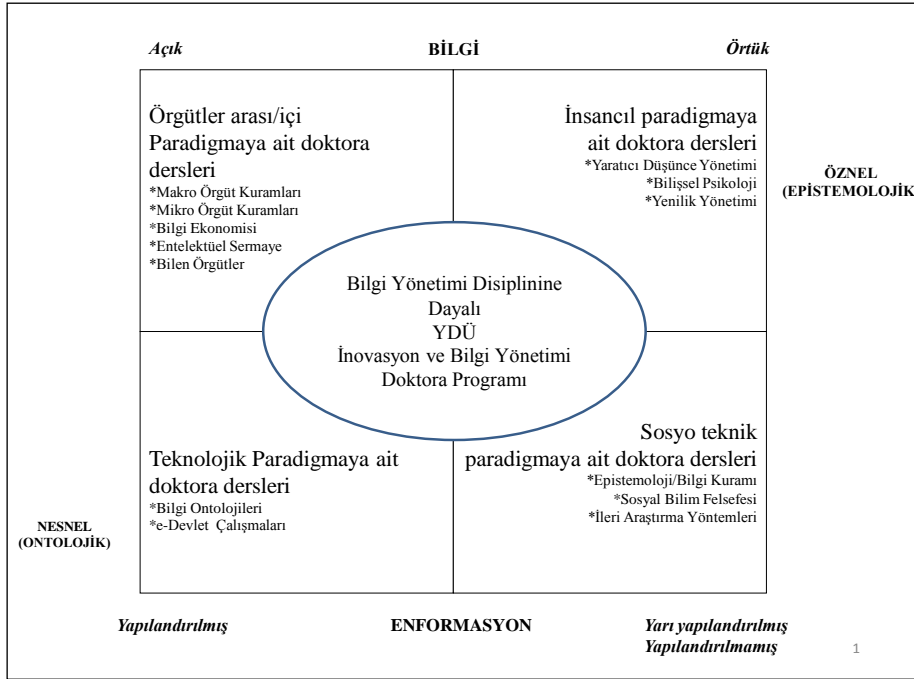 Açık
BİLGİ
Örtük
Örgütler arası/içi
Paradigmaya ait doktora
dersleri
*Makro Örgüt Kuramları
*Mikro Örgüt Kuramları
*Bilgi Ekonomisi
*Entelektüel Sermaye
*Bilen Örgütler
İnsancıl paradigmaya
ait doktora dersleri
*Yaratıcı Düşünce Yönetimi
*Bilişsel Psikoloji
*Yenilik Yönetimi
ÖZNEL
(EPİSTEMOLOJİK)
Bilgi Yönetimi Disiplinine
Dayalı
YDÜ
İnovasyon ve Bilgi Yönetimi
Doktora Programı
Teknolojik Paradigmaya ait
doktora dersleri
*Bilgi Ontolojileri
*e-Devlet Çalışmaları
Sosyo teknik
paradigmaya ait doktora dersleri
*Epistemoloji/Bilgi Kuramı
*Sosyal Bilim Felsefesi
*İleri Araştırma Yöntemleri
NESNEL
(ONTOLOJİK)
Yapılandırılmış
ENFORMASYON
Yarı yapılandırılmış
Yapılandırılmamış
1